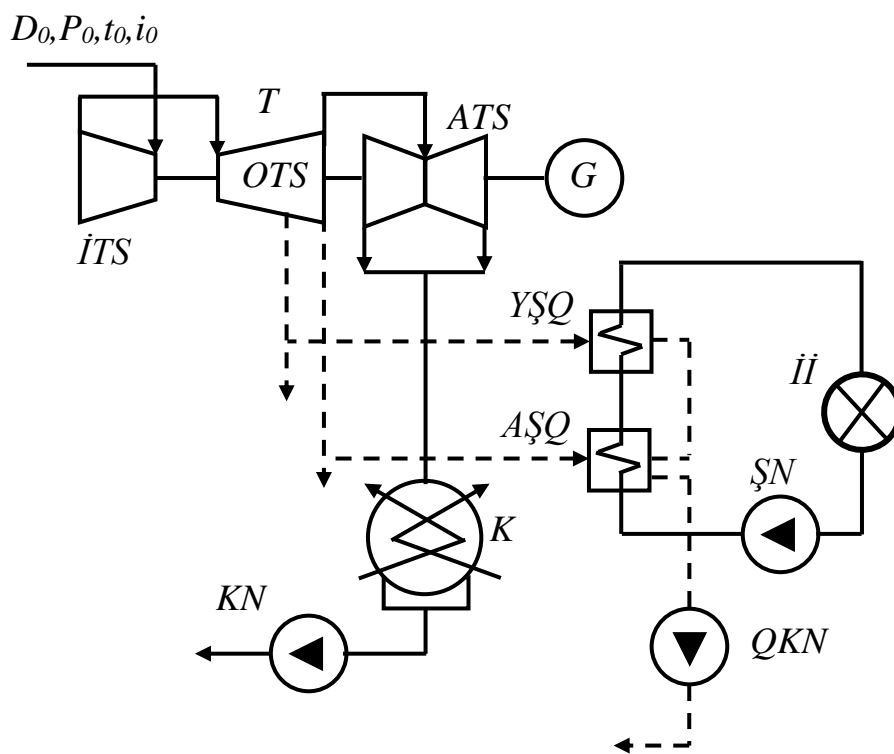 D₀,P₀,t₀,i₀
T
ATS
OTS
G
İTS
YŞQ
İİ
AŞQ
ŞN
K
KN
QKN